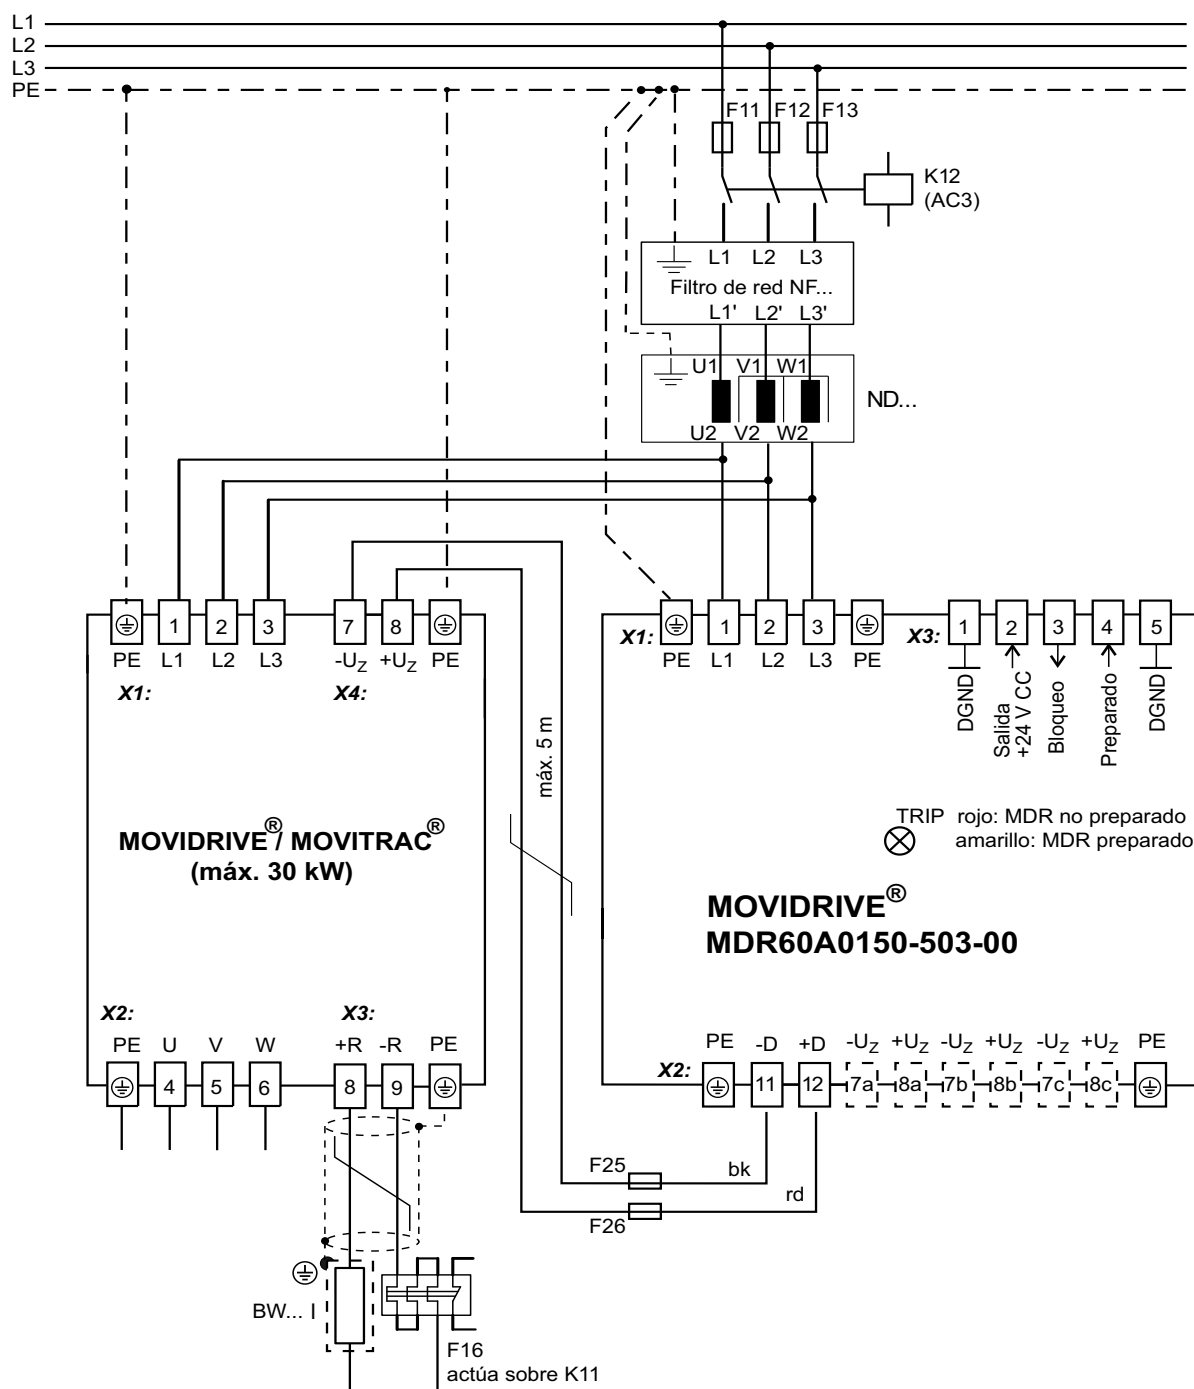 L1
L2
L3
PE
F11 F12 F13
K12
(AC3)
L1 L2 L3
Filtro de red NF...
L1' L2' L3'
U1 V1 W1
ND...
U2 V2 W2
1 2 3 7 8
PE L1 L2 L3 -UZ +UZ PE
X1: X4:
X1: 1 2 3 X3: 1 2 3 4 5
PE L1 L2 L3 PE
DGND
Salida
+24 V CC
Bloqueo
Preparado
DGND
máx. 5 m
TRIP rojo: MDR no preparado
amarillo: MDR preparado
MOVIDRIVE® / MOVITRAC®
(máx. 30 kW)
MOVIDRIVE®
MDR60A0150-503-00
X2: X3:
PE U V W +R -R PE
4 5 6 8 9
PE -D +D -UZ +UZ -UZ +UZ -UZ +UZ PE
X2: 11 12 7a 8a 7b 8b 7c 8c
F25 bk
rd
F26
BW...
F16
actúa sobre K11